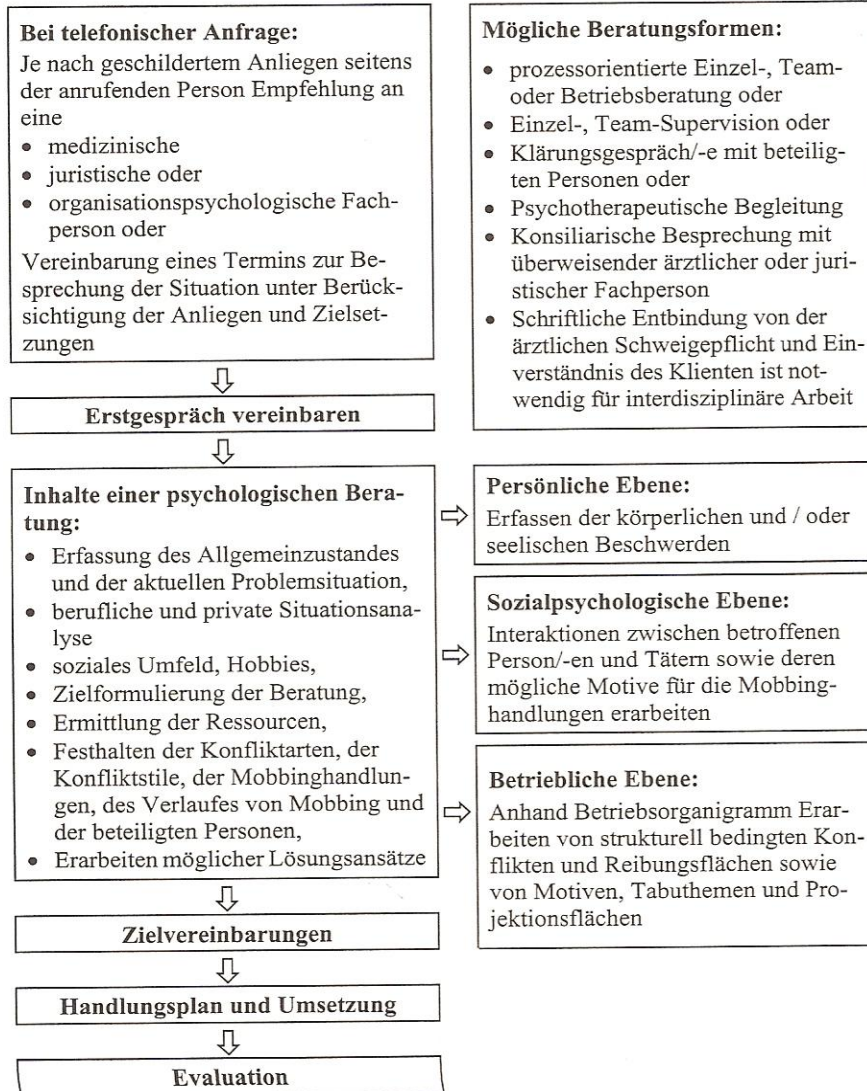 Bei telefonischer Anfrage:
Je nach geschildertem Anliegen seitens
der anrufenden Person Empfehlung an
eine
• medizinische
• juristische oder
• organisationspsychologische Fach-
person oder
Vereinbarung eines Termins zur Be-
sprechung der Situation unter Berück-
sichtigung der Anliegen und Zielset-
zungen
Mögliche Beratungsformen:
• prozessorientierte Einzel-, Team-
oder Betriebsberatung oder
• Einzel-, Team-Supervision oder
• Klärungsgespräch/-e mit beteilig-
ten Personen oder
• Psychotherapeutische Begleitung
• Konsiliarische Besprechung mit
überweisender ärztlicher oder juri-
stischer Fachperson
• Schriftliche Entbindung von der
ärztlichen Schweigepflicht und Ein-
verständnis des Klienten ist not-
wendig für interdisziplinäre Arbeit
Erstgespräch vereinbaren
Inhalte einer psychologischen Bera-
tung:
• Erfassung des Allgemeinzustandes
und der aktuellen Problemsituation,
• berufliche und private Situationsana-
lyse
• soziales Umfeld, Hobbies,
• Zielformulierung der Beratung,
• Ermittlung der Ressourcen,
• Festhalten der Konfliktarten, der
Konfliktstile, der Mobbinghandlun-
gen, des Verlaufes von Mobbing und
der beteiligten Personen,
• Erarbeiten möglicher Lösungsansätze
Persönliche Ebene:
Erfassen der körperlichen und / oder
seelischen Beschwerden
Sozialpsychologische Ebene:
Interaktionen zwischen betroffenen
Person/-en und Tätern sowie deren
mögliche Motive für die Mobbing-
handlungen erarbeiten
Betriebliche Ebene:
Anhand Betriebsorganigramm Erar-
beiten von strukturell bedingten Kon-
flikten und Reibungsflächen sowie
von Motiven, Tabuthemen und Pro-
jektionsflächen
Zielvereinbarungen
Handlungsplan und Umsetzung
Evaluation